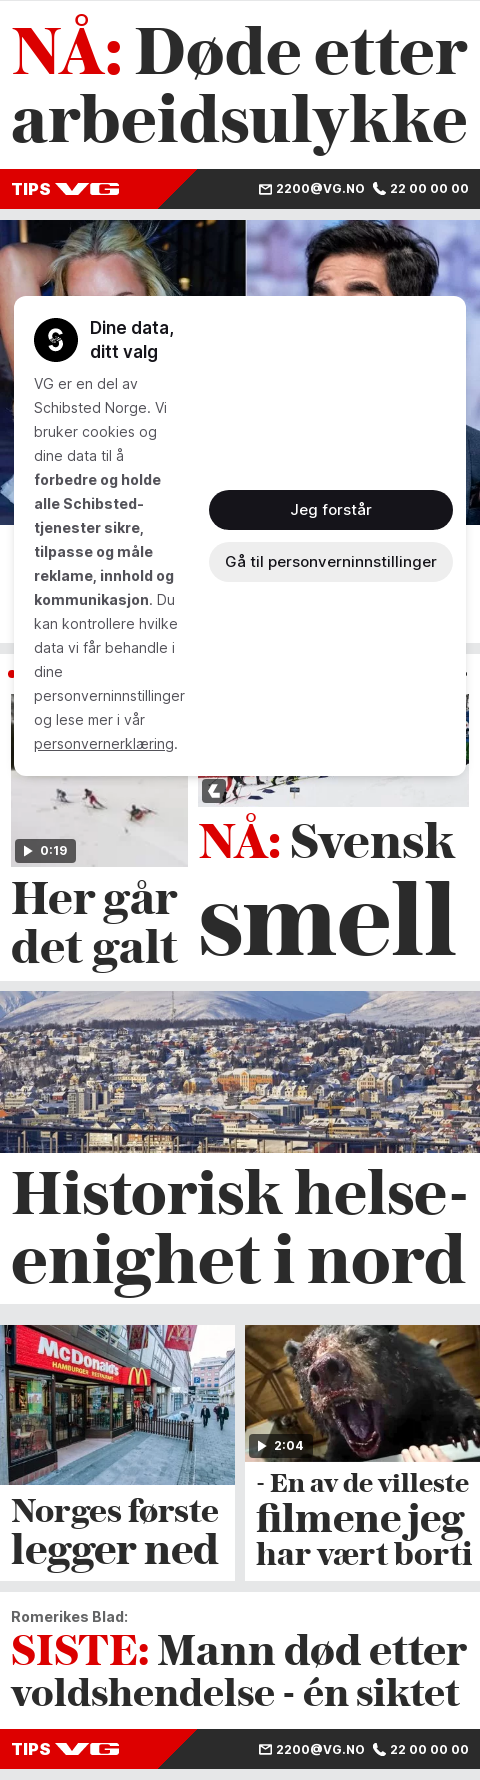 NÅ: Døde etter
arbeidsulykke
TIPS VG 2200@VG.NO 22 00 00 00
Dine data,
ditt valg
VG er en del av
Schibsted Norge. Vi
bruker cookies og
dine data til å
forbedre og holde
alle Schibsted-
tjenester sikre,
tilpasse og måle
reklame, innhold og
kommunikasjon. Du
kan kontrollere hvilke
data vi får behandle i
dine
personverninnstillinger
og lese mer i vår
personvernerklæring.
Jeg forstår
Gå til personverninnstillinger
0:19
Her går
det galt
NÅ: Svensk
smell
Historisk helse-
enighet i nord
McDonald's
HAMBURGER RESTAURANT
Norges første
legger ned
2:04
- En av de villeste
filmene jeg
har vært borti
Romerikes Blad:
SISTE: Mann død etter
voldshendelse - én siktet
TIPS VG 2200@VG.NO 22 00 00 00